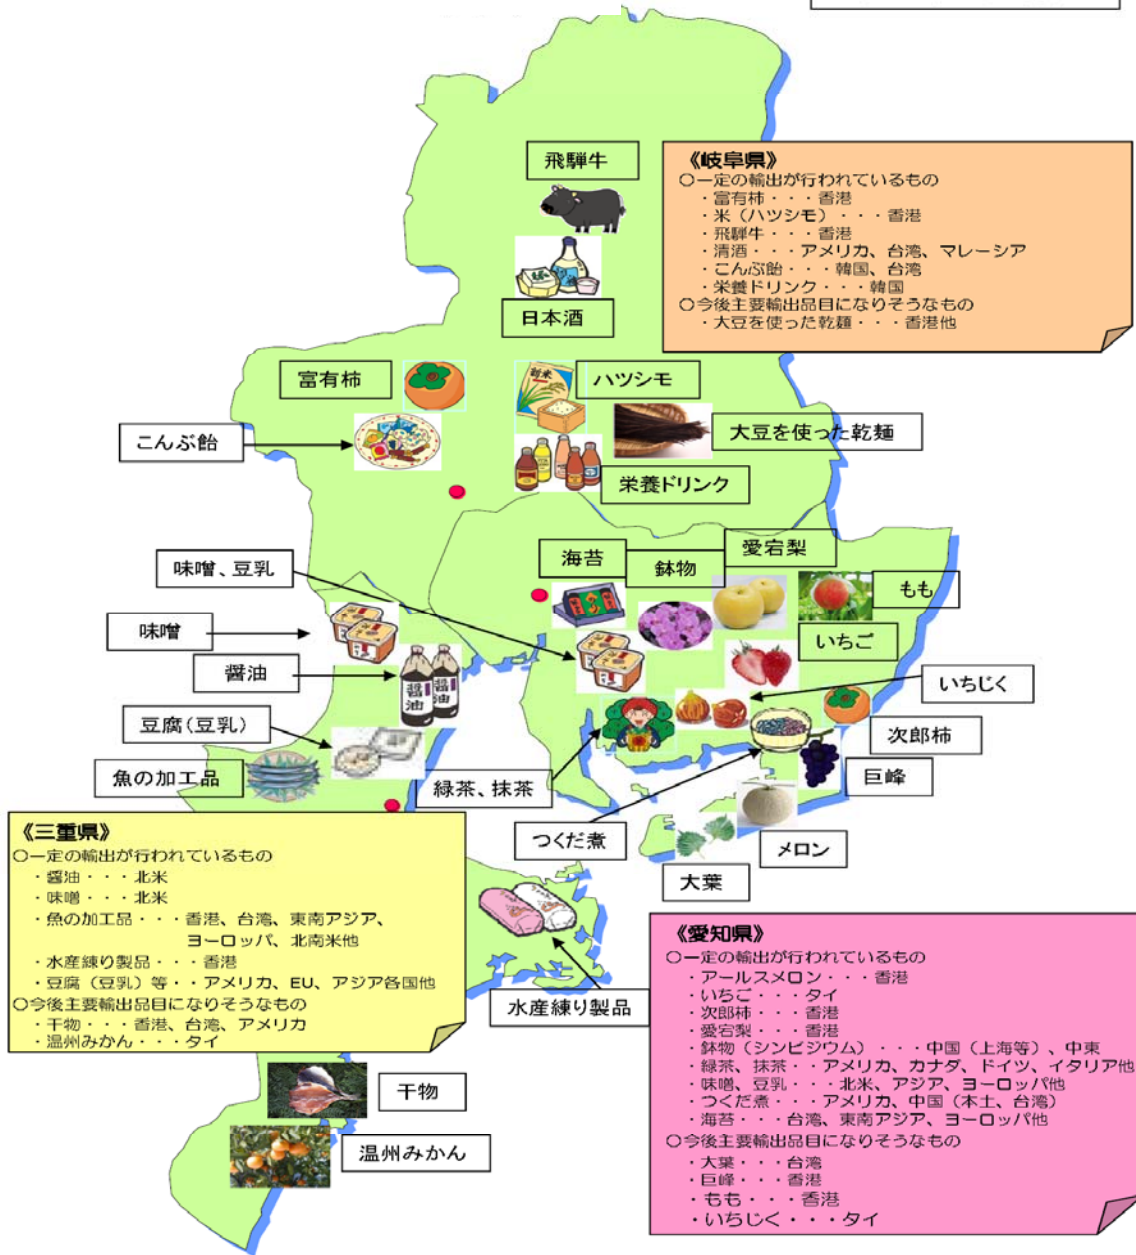 飛騨牛
《岐阜県》
○一定の輸出が行われているもの
・富有柿・・・香港
・米（ハツシモ）・・・香港
・飛騨牛・・・香港
・清酒・・・アメリカ、台湾、マレーシア
・こんぶ飴・・・韓国、台湾
・栄養ドリンク・・・韓国
○今後主要輸出品目になりそうなもの
・大豆を使った乾麺・・・香港他
日本酒
富有柿
新米
ハツシモ
こんぶ飴
大豆を使った乾麺
栄養ドリンク
海苔
鉢物
愛宕梨
味噌、豆乳
もも
味噌
いちご
醤油
醤油
醤油
いちじく
豆腐（豆乳）
次郎柿
魚の加工品
緑茶、抹茶
巨峰
つくだ煮
メロン
大葉
《三重県》
○一定の輸出が行われているもの
・醤油・・・北米
・味噌・・・北米
・魚の加工品・・・香港、台湾、東南アジア、
ヨーロッパ、北南米他
・水産練り製品・・・香港
・豆腐（豆乳）等・・アメリカ、EU、アジア各国他
○今後主要輸出品目になりそうなもの
・干物・・・香港、台湾、アメリカ
・温州みかん・・・タイ
水産練り製品
《愛知県》
○一定の輸出が行われているもの
・アールスメロン・・・香港
・いちご・・・タイ
・次郎柿・・・香港
・愛宕梨・・・香港
・鉢物（シンビジウム）・・・中国（上海等）、中東
・緑茶、抹茶・・アメリカ、カナダ、ドイツ、イタリア他
・味噌、豆乳・・・北米、アジア、ヨーロッパ他
・つくだ煮・・・アメリカ、中国（本土、台湾）
・海苔・・・台湾、東南アジア、ヨーロッパ他
○今後主要輸出品目になりそうなもの
・大葉・・・台湾
・巨峰・・・香港
・もも・・・香港
・いちじく・・・タイ
干物
温州みかん